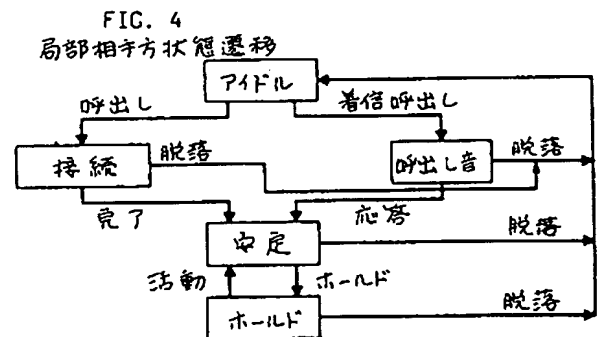 FIG. 4
局部相手方状態遷移
アイドル
呼出し
着信呼出し
接続
脱落
呼出し音
脱落
完了
応答
安定
脱落
活動
ホールド
ホールド
脱落